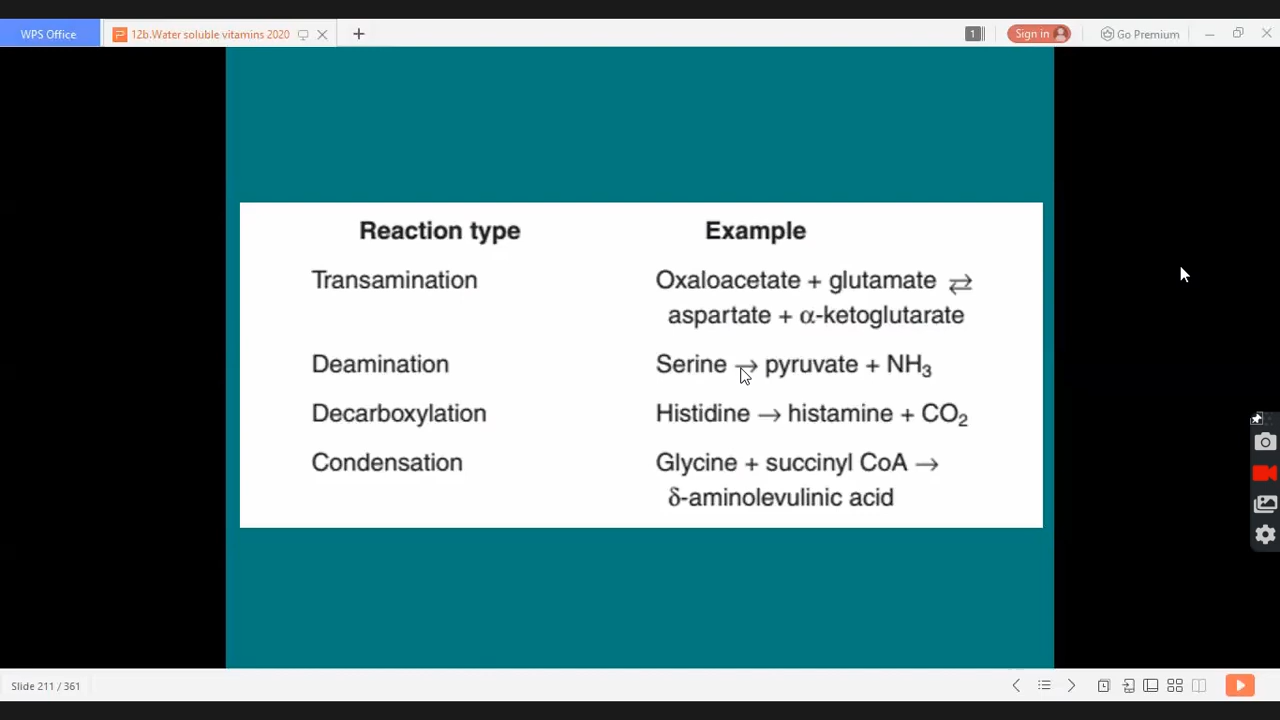 WPS Office
12b.Water soluble vitamins 2020
1
Sign in
Go Premium
Reaction type
Example
Transamination
Oxaloacetate + glutamate ⇄
aspartate + α-ketoglutarate
Deamination
Serine → pyruvate + NH₃
Decarboxylation
Histidine → histamine + CO₂
Condensation
Glycine + succinyl CoA →
δ-aminolevulinic acid
Slide 211 / 361